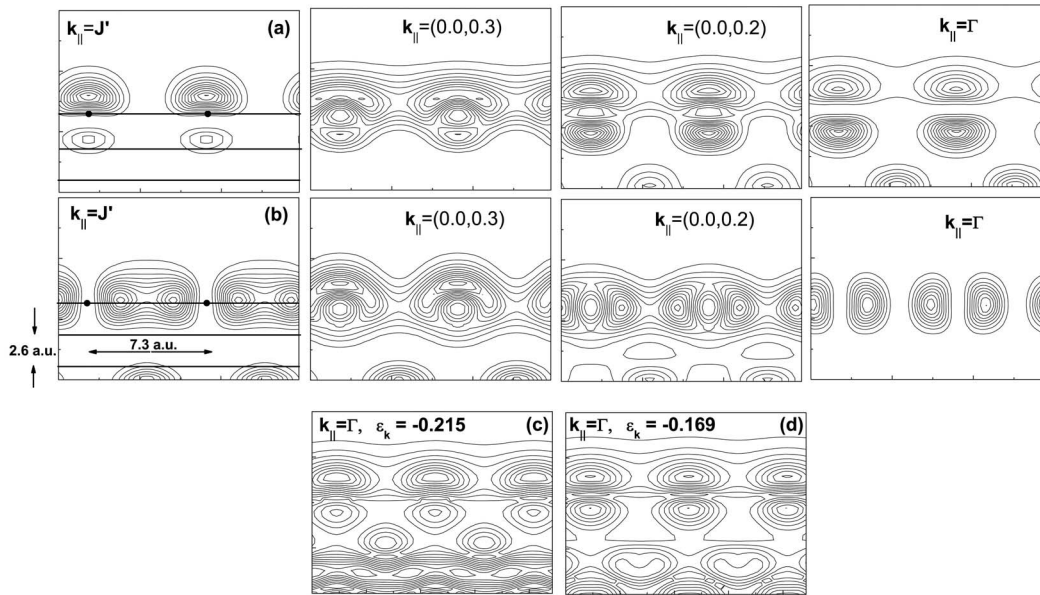 k||=J' (a)
k||=(0.0,0.3)
k||=(0.0,0.2)
k||=Γ
k||=J' (b)
k||=(0.0,0.3)
k||=(0.0,0.2)
k||=Γ
2.6 a.u.
7.3 a.u.
k||=Γ, εk = -0.215 (c)
k||=Γ, εk = -0.169 (d)